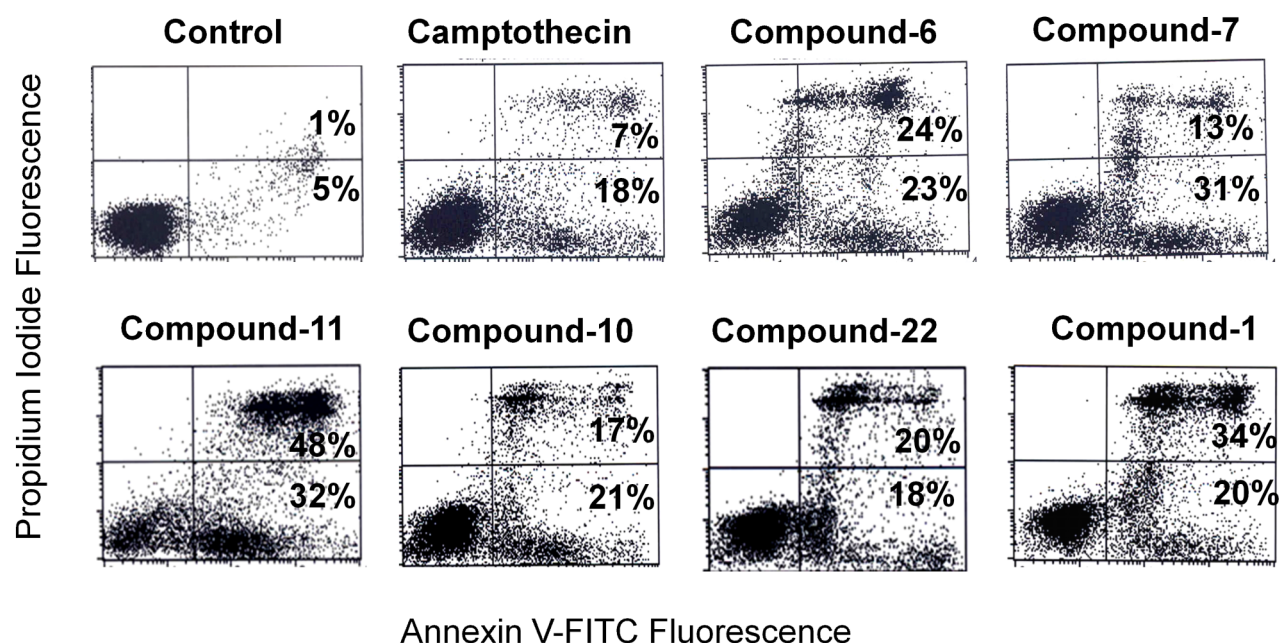 Control
Camptothecin
Compound-6
Compound-7
1%
5%
7%
18%
24%
23%
13%
31%
Compound-11
Compound-10
Compound-22
Compound-1
48%
32%
17%
21%
20%
18%
34%
20%
Propidium Iodide Fluorescence
Annexin V-FITC Fluorescence